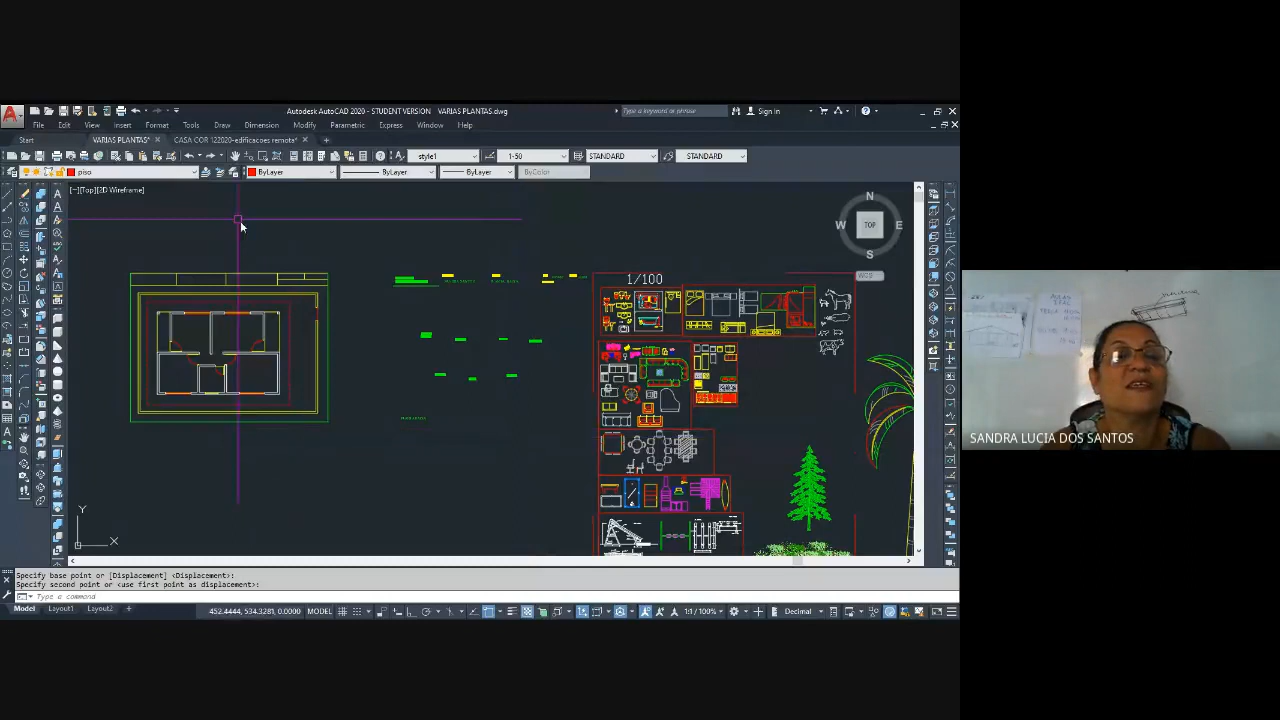 Autodesk AutoCAD 2020 - STUDENT VERSION VARIAS PLANTAS.dwg
Type a keyword or phrase
Sign In
File Edit View Insert Format Tools Draw Dimension Modify Parametric Express Window Help
Start VARIAS PLANTAS* CASA COR 122020-edificacoes remota*
style1 1-50 STANDARD STANDARD
piso ByLayer ByLayer ByLayer ByColor
[−][Top][2D Wireframe]
N
W TOP E
S
WCS
1/100
SANDRA LUCIA DOS SANTOS
Y
X
Specify base point or [Displacement] <Displacement>:
Specify second point or <use first point as displacement>:
Type a command
Model Layout1 Layout2 +
452.4444, 534.3281, 0.0000 MODEL 1:1 / 100% Decimal